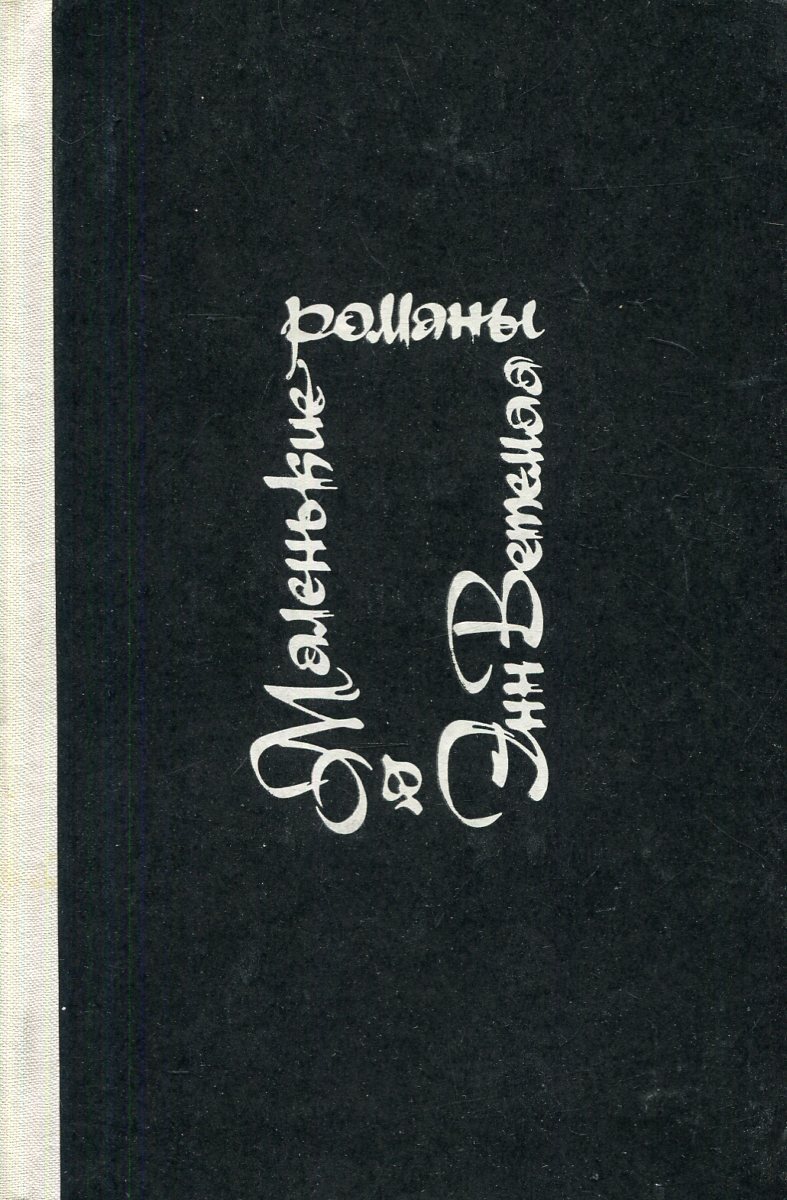 Маленькие
романы
Энн Ветемаа